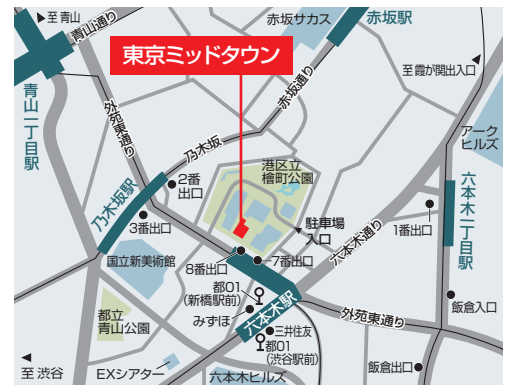 至青山
青山通り
赤坂サカス
赤坂駅
東京ミッドタウン
至霞が関出入口
青山一丁目駅
外苑東通り
赤坂通り
乃木坂
アーク
ヒルズ
港区立
檜町公園
2番
出口
乃木坂駅
六本木一丁目駅
3番出口
駐車場
入口
六本木通り
1番出口
国立新美術館
8番出口
7番出口
都01
(新橋駅前)
飯倉入口
都立
青山公園
みずほ
六本木駅
外苑東通り
三井住友
都01
(渋谷駅前)
至 渋谷
EXシアター
六本木ヒルズ
飯倉出口